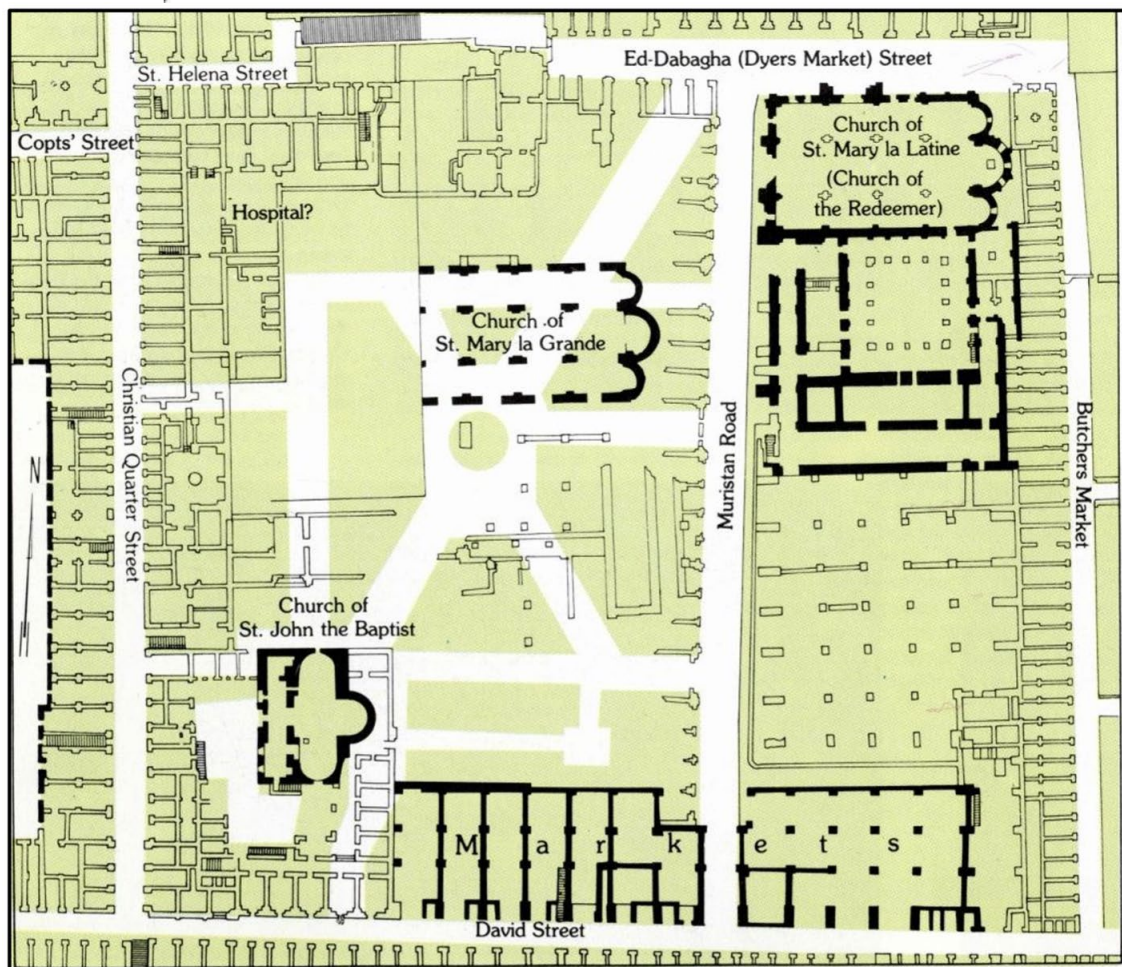 St. Helena Street
Ed-Dabagha (Dyers Market) Street
Copts' Street
Church of
St. Mary la Latine
(Church of
the Redeemer)
Hospital?
Church of
St. Mary la Grande
Christian Quarter Street
Muristan Road
Butchers Market
N
Church of
St. John the Baptist
Markets
David Street